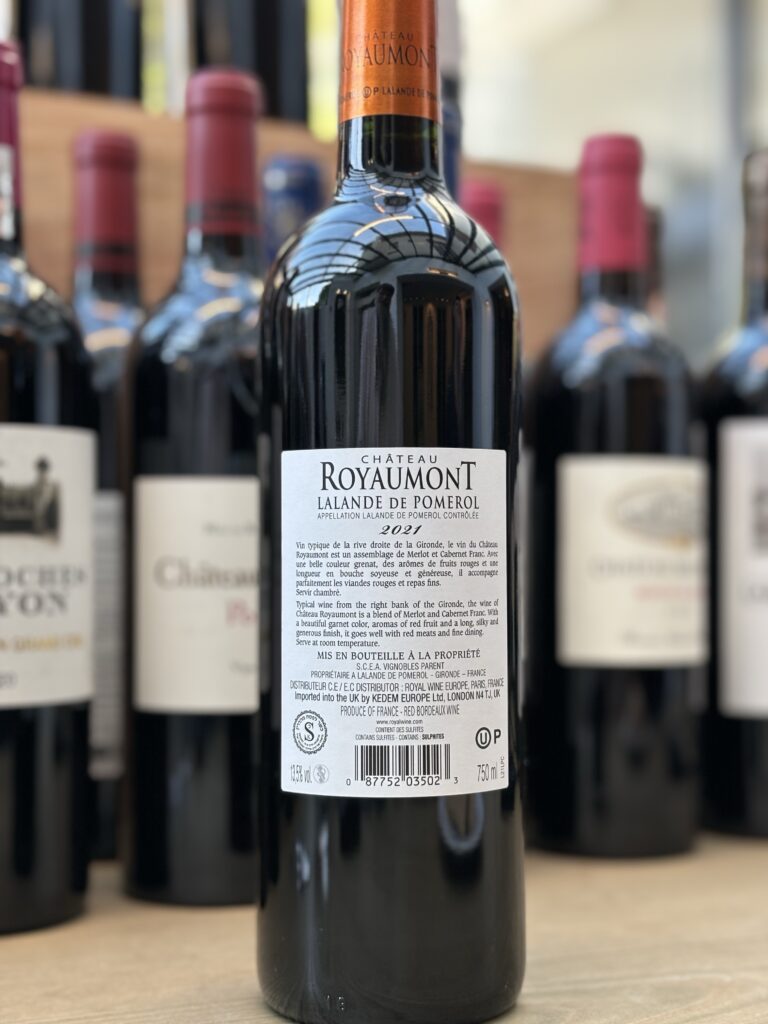 CHÂTEAU
ROYAUMONT
U P LALANDE DE POMEROL
CHÂTEAU
ROYAUMONT
LALANDE DE POMEROL
APPELLATION LALANDE DE POMEROL CONTRÔLÉE
2021
Vin typique de la rive droite de la Gironde, le vin du Château
Royaumont est un assemblage de Merlot et Cabernet Franc. Avec
une belle couleur grenat, des arômes de fruits rouges et une
longueur en bouche soyeuse et généreuse, il accompagne
parfaitement les viandes rouges et repas fins.
Servir chambré.
Typical wine from the right bank of the Gironde, the wine of
Château Royaumont is a blend of Merlot and Cabernet Franc. With
a beautiful garnet color, aromas of red fruit and a long, silky and
generous finish, it goes well with red meats and fine dining.
Serve at room temperature.
MIS EN BOUTEILLE À LA PROPRIÉTÉ
S.C.E.A. VIGNOBLES PARENT
PROPRIÉTAIRE A LALANDE DE POMEROL - GIRONDE – FRANCE
DISTRIBUTEUR C.E / E.C DISTRIBUTOR : ROYAL WINE EUROPE, PARIS, FRANCE
Imported into the UK by KEDEM EUROPE Ltd, LONDON N4 TJ, UK
PRODUCE OF FRANCE - RED BORDEAUX WINE
www.royalwine.com
CONTIENT DES SULFITES
CONTAINS SULFITES - CONTAINS : SULPHITES
S
U P
13.5% vol.
0 87752 03502 3
750 ml
L21LPC
Château